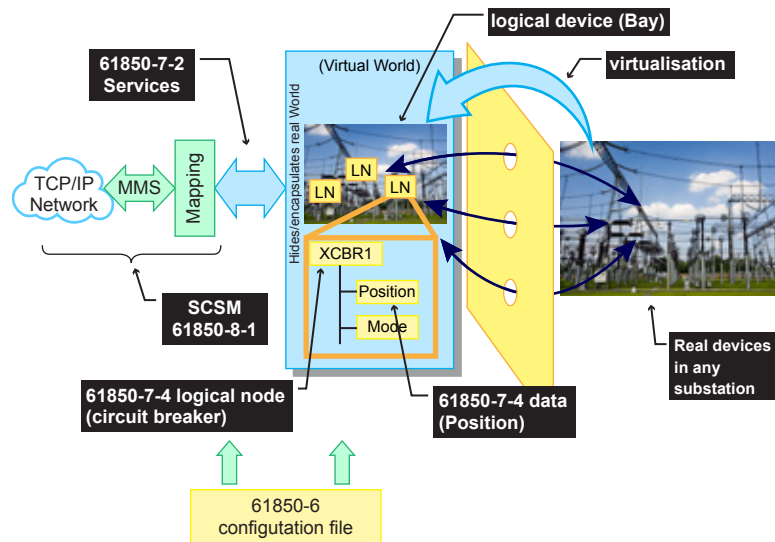 logical device (Bay)
61850-7-2
Services
(Virtual World)
virtualisation
Hides/encapsulates real World
LN
LN
LN
TCP/IP
Network
MMS
Mapping
XCBR1
Position
Mode
SCSM
61850-8-1
Real devices
in any
substation
61850-7-4 logical node
(circuit breaker)
61850-7-4 data
(Position)
61850-6
configutation file